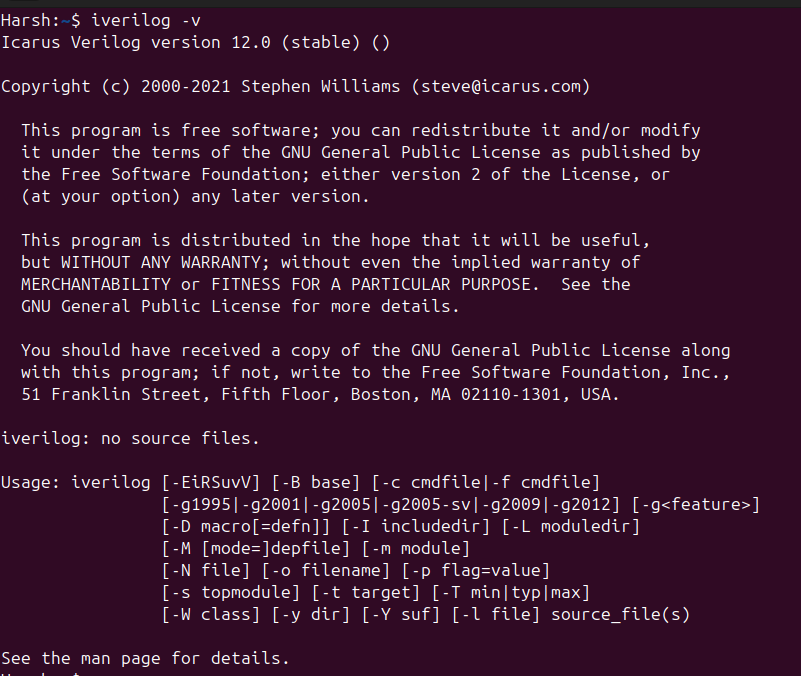 Harsh:~$ iverilog -v
Icarus Verilog version 12.0 (stable) ()
Copyright (c) 2000-2021 Stephen Williams (steve@icarus.com)
This program is free software; you can redistribute it and/or modify
it under the terms of the GNU General Public License as published by
the Free Software Foundation; either version 2 of the License, or
(at your option) any later version.
This program is distributed in the hope that it will be useful,
but WITHOUT ANY WARRANTY; without even the implied warranty of
MERCHANTABILITY or FITNESS FOR A PARTICULAR PURPOSE.  See the
GNU General Public License for more details.
You should have received a copy of the GNU General Public License along
with this program; if not, write to the Free Software Foundation, Inc.,
51 Franklin Street, Fifth Floor, Boston, MA 02110-1301, USA.
iverilog: no source files.
Usage: iverilog [-EiRSuvV] [-B base] [-c cmdfile|-f cmdfile]
[-g1995|-g2001|-g2005|-g2005-sv|-g2009|-g2012] [-g<feature>]
[-D macro[=defn]] [-I includedir] [-L moduledir]
[-M [mode=]depfile] [-m module]
[-N file] [-o filename] [-p flag=value]
[-s topmodule] [-t target] [-T min|typ|max]
[-W class] [-y dir] [-Y suf] [-l file] source_file(s)
See the man page for details.